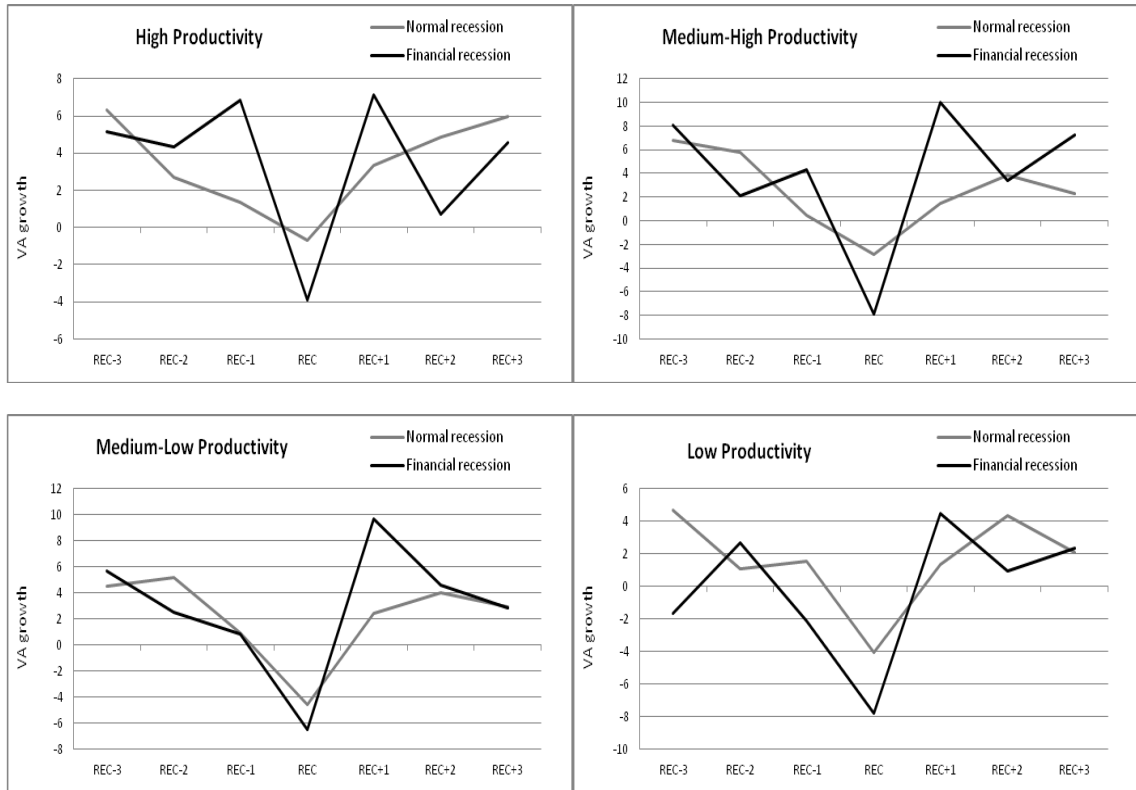 High Productivity
Normal recession
Financial recession
VA growth
8
6
4
2
0
-2
-4
-6
REC-3 REC-2 REC-1 REC REC+1 REC+2 REC+3
Medium-High Productivity
Normal recession
Financial recession
VA growth
12
10
8
6
4
2
0
-2
-4
-6
-8
-10
REC-3 REC-2 REC-1 REC REC+1 REC+2 REC+3
Medium-Low Productivity
Normal recession
Financial recession
VA growth
12
10
8
6
4
2
0
-2
-4
-6
-8
REC-3 REC-2 REC-1 REC REC+1 REC+2 REC+3
Low Productivity
Normal recession
Financial recession
VA growth
6
4
2
0
-2
-4
-6
-8
-10
REC-3 REC-2 REC-1 REC REC+1 REC+2 REC+3